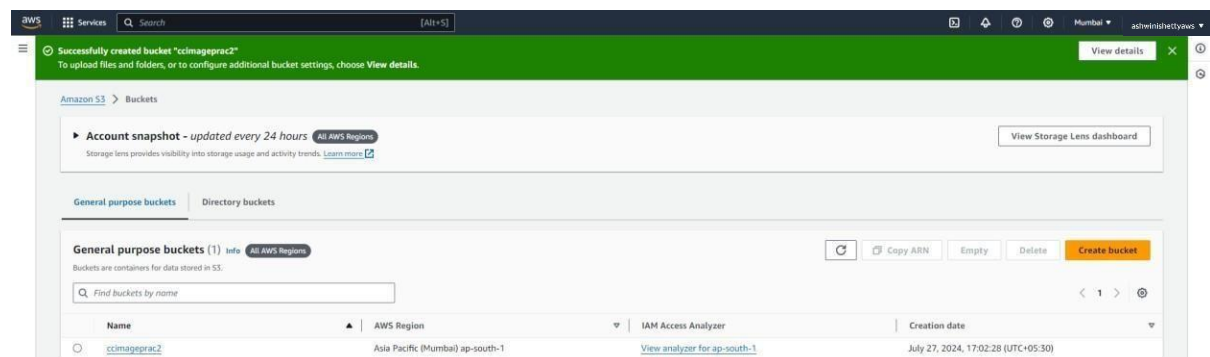 aws Services Search [Alt+S] Mumbai ashwinishettyaws
Successfully created bucket "ccimageprac2" View details
To upload files and folders, or to configure additional bucket settings, choose View details.
Amazon S3 > Buckets
Account snapshot - updated every 24 hours All AWS Regions View Storage Lens dashboard
Storage lens provides visibility into storage usage and activity trends. Learn more
General purpose buckets Directory buckets
General purpose buckets (1) Info All AWS Regions Copy ARN Empty Delete Create bucket
Buckets are containers for data stored in S3.
Find buckets by name < 1 >
Name AWS Region IAM Access Analyzer Creation date
ccimageprac2 Asia Pacific (Mumbai) ap-south-1 View analyzer for ap-south-1 July 27, 2024, 17:02:28 (UTC+05:30)